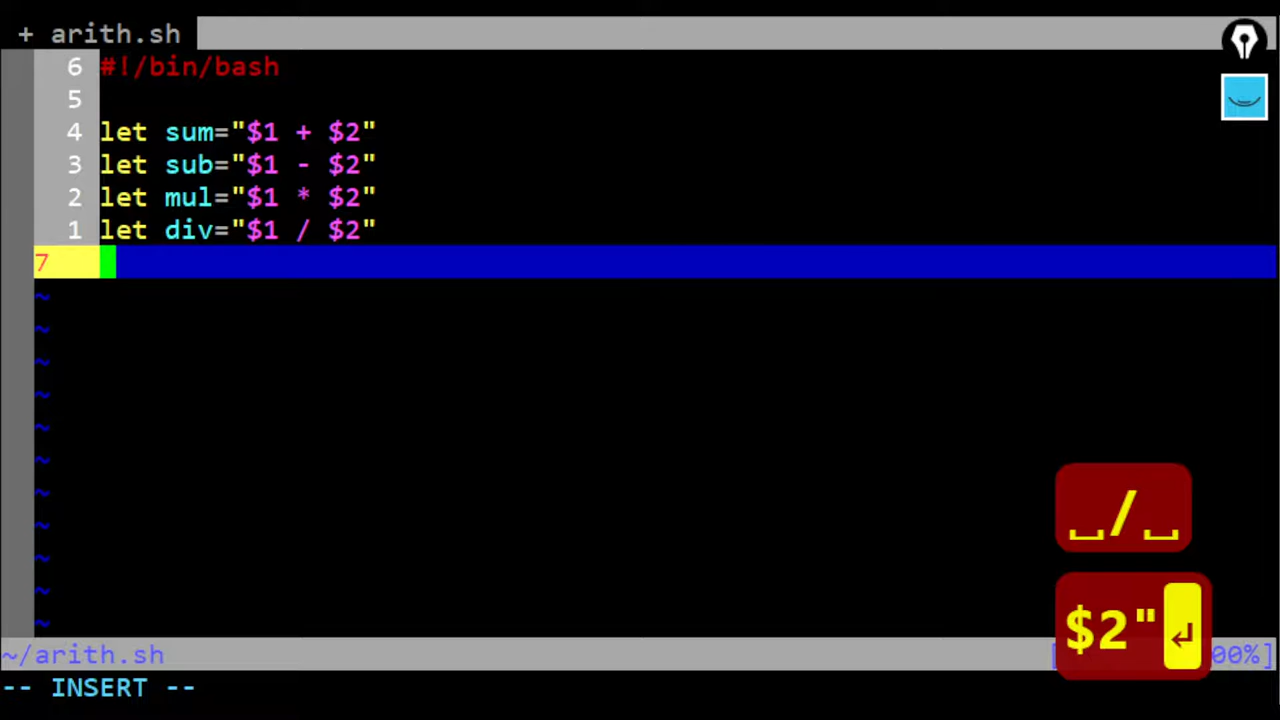 + arith.sh
6 #!/bin/bash
5
4 let sum="$1 + $2"
3 let sub="$1 - $2"
2 let mul="$1 * $2"
1 let div="$1 / $2"
7
~
~
~
~
~
~
~
~
~
~
~
␣/␣
$2"↵
~/arith.sh [ 00%]
-- INSERT --